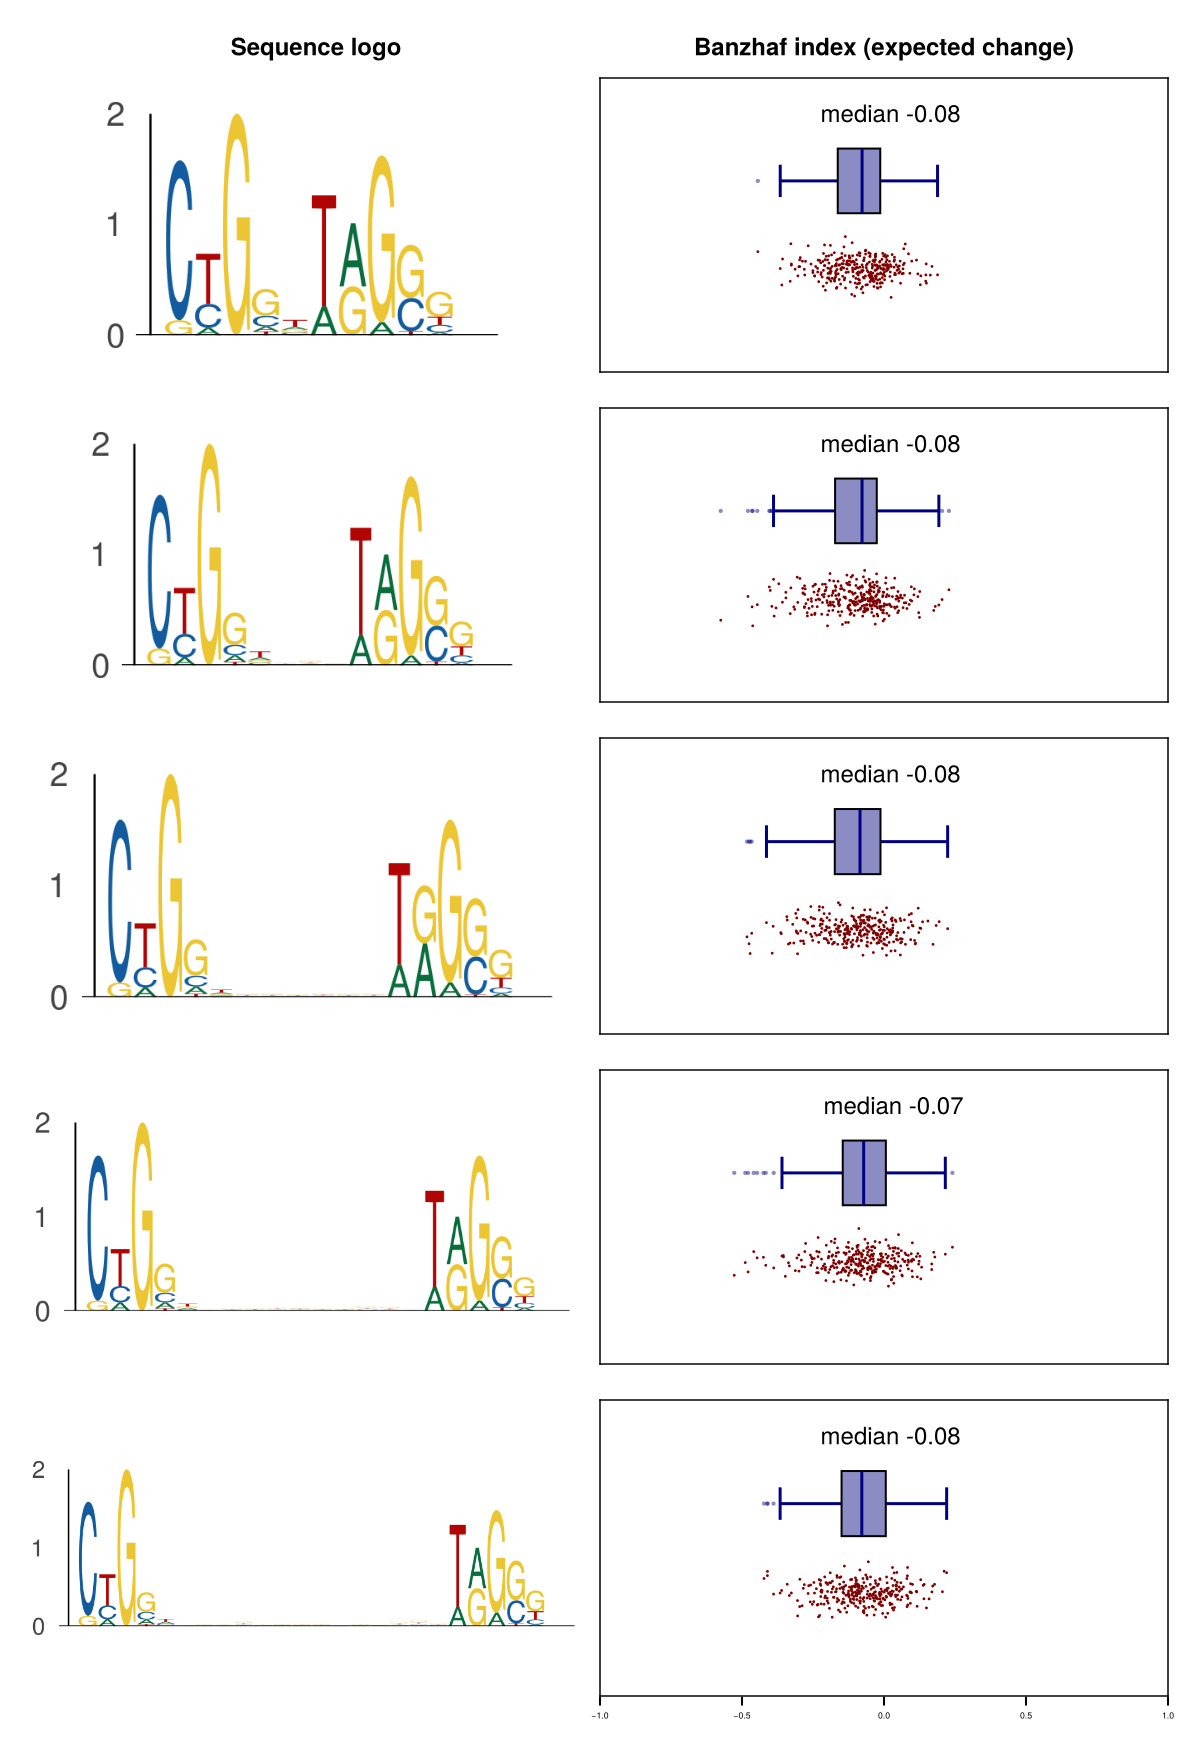 Sequence logo
Banzhaf index (expected change)
2
1
0
C T G G T T A G G G
G C C A A G A C T
A A C
median -0.08
2
1
0
C T G G T T A G G G
G C C A A G A C T
A A C
median -0.08
2
1
0
C T G G T G G G G
G C C A A A C T
A A C
median -0.08
2
1
0
C T G G T A G G G
G C C A G A C T
A A C
median -0.07
2
1
0
C T G G T A G G G
G C C A G A C T
A A C
median -0.08
−1.0
−0.5
0.0
0.5
1.0